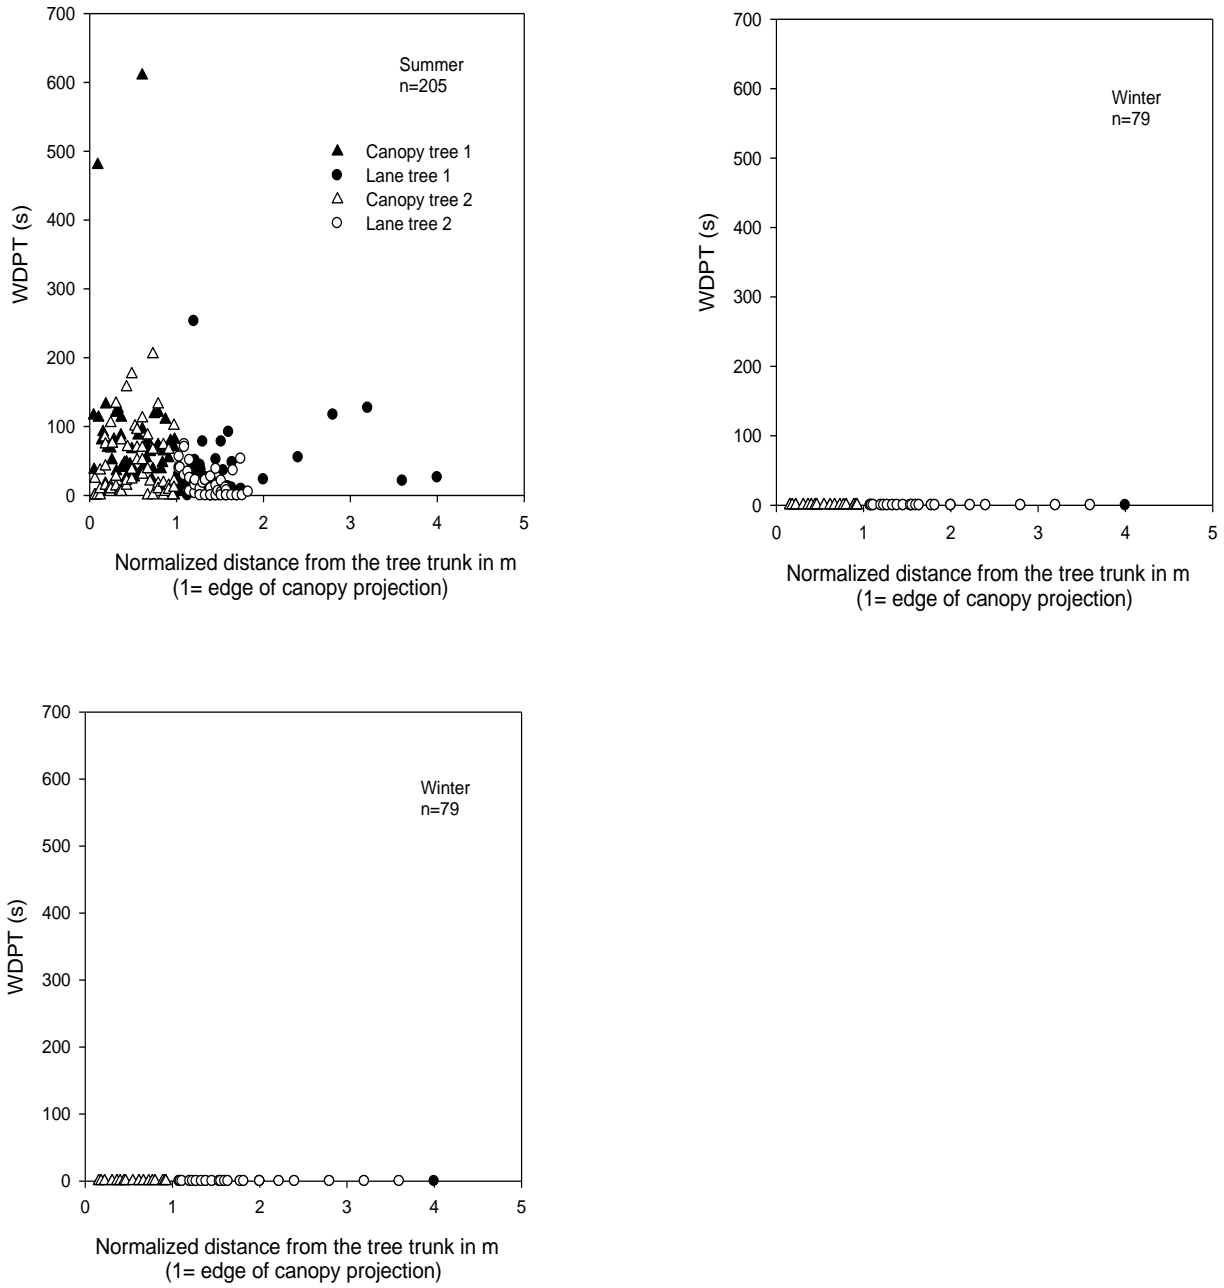 700
600
500
400
300
200
100
0
WDPT (s)
Summer
n=205
Canopy tree 1
Lane tree 1
Canopy tree 2
Lane tree 2
0 1 2 3 4 5
Normalized distance from the tree trunk in m
(1= edge of canopy projection)
700
600
500
400
300
200
100
0
WDPT (s)
Winter
n=79
0 1 2 3 4 5
Normalized distance from the tree trunk in m
(1= edge of canopy projection)
700
600
500
400
300
200
100
0
WDPT (s)
Winter
n=79
0 1 2 3 4 5
Normalized distance from the tree trunk in m
(1= edge of canopy projection)